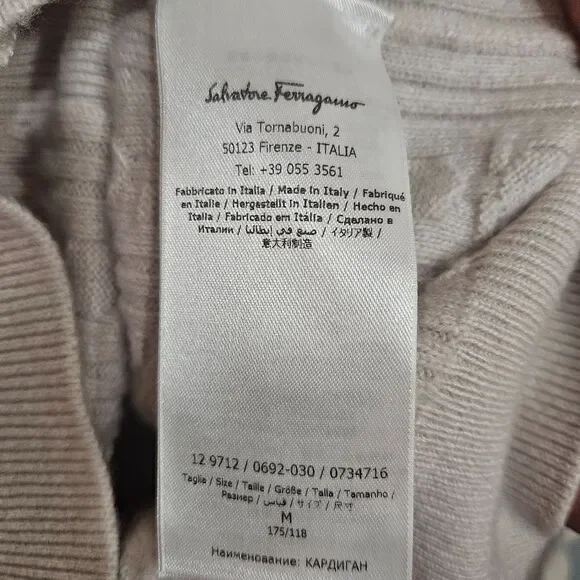 Salvatore Ferragamo
Via Tornabuoni, 2
50123 Firenze - ITALIA
Tel: +39 055 3561
Fabbricato in Italia / Made in Italy / Fabriqué
en Italie / Hergestellt in Italien / Hecho en
Italia / Fabricado em Itália / Сделано в
Италии / صنع في إيطاليا / イタリア製 /
意大利制造
12 9712 / 0692-030 / 0734716
Taglia / Size / Taille / Größe / Talla / Tamanho /
Размер / قياس / サイズ / 尺寸
M
175/118
Наименование: КАРДИГАН